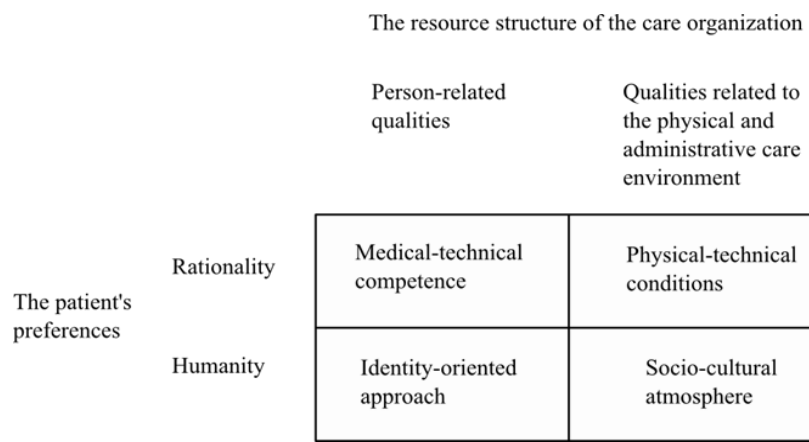 The resource structure of the care organization
Person-related
qualities
Qualities related to
the physical and
administrative care
environment
Rationality
Medical-technical
competence
Physical-technical
conditions
The patient's
preferences
Humanity
Identity-oriented
approach
Socio-cultural
atmosphere